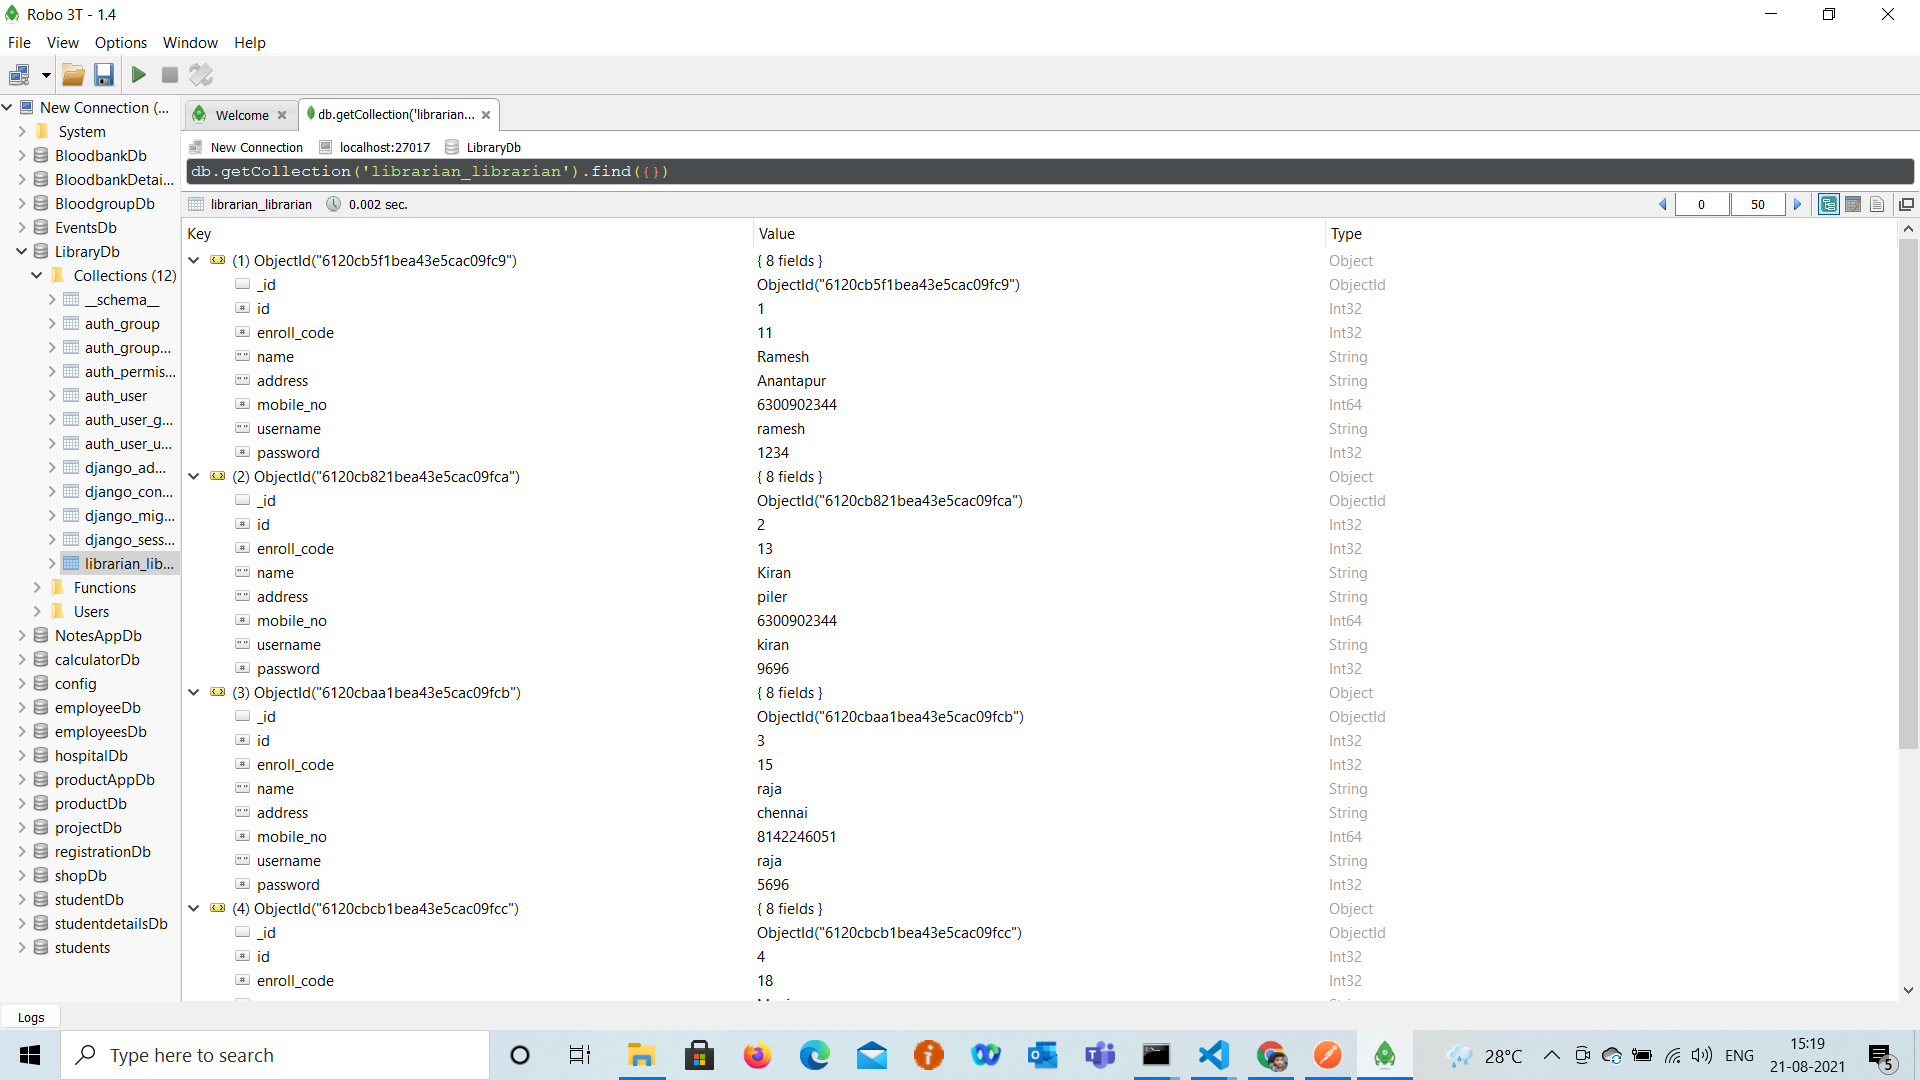 Robo 3T - 1.4
File View Options Window Help
New Connection (...
System
BloodbankDb
BloodbankDetai...
BloodgroupDb
EventsDb
LibraryDb
Collections (12)
__schema__
auth_group
auth_group...
auth_permis...
auth_user
auth_user_g...
auth_user_u...
django_ad...
django_con...
django_mig...
django_sess...
librarian_lib...
Functions
Users
NotesAppDb
calculatorDb
config
employeeDb
employeesDb
hospitalDb
productAppDb
productDb
projectDb
registrationDb
shopDb
studentDb
studentdetailsDb
students
Welcome db.getCollection('librarian...
New Connection localhost:27017 LibraryDb
db.getCollection('librarian_librarian').find({})
librarian_librarian 0.002 sec. 0 50
Key Value Type
(1) ObjectId("6120cb5f1bea43e5cac09fc9") { 8 fields } Object
_id ObjectId("6120cb5f1bea43e5cac09fc9") ObjectId
id 1 Int32
enroll_code 11 Int32
"" name Ramesh String
"" address Anantapur String
mobile_no 6300902344 Int64
"" username ramesh String
password 1234 Int32
(2) ObjectId("6120cb821bea43e5cac09fca") { 8 fields } Object
_id ObjectId("6120cb821bea43e5cac09fca") ObjectId
id 2 Int32
enroll_code 13 Int32
"" name Kiran String
"" address piler String
mobile_no 6300902344 Int64
"" username kiran String
password 9696 Int32
(3) ObjectId("6120cbaa1bea43e5cac09fcb") { 8 fields } Object
_id ObjectId("6120cbaa1bea43e5cac09fcb") ObjectId
id 3 Int32
enroll_code 15 Int32
"" name raja String
"" address chennai String
mobile_no 8142246051 Int64
"" username raja String
password 5696 Int32
(4) ObjectId("6120cbcb1bea43e5cac09fcc") { 8 fields } Object
_id ObjectId("6120cbcb1bea43e5cac09fcc") ObjectId
id 4 Int32
enroll_code 18 Int32
Logs
Type here to search
28°C ENG 15:19
21-08-2021 5